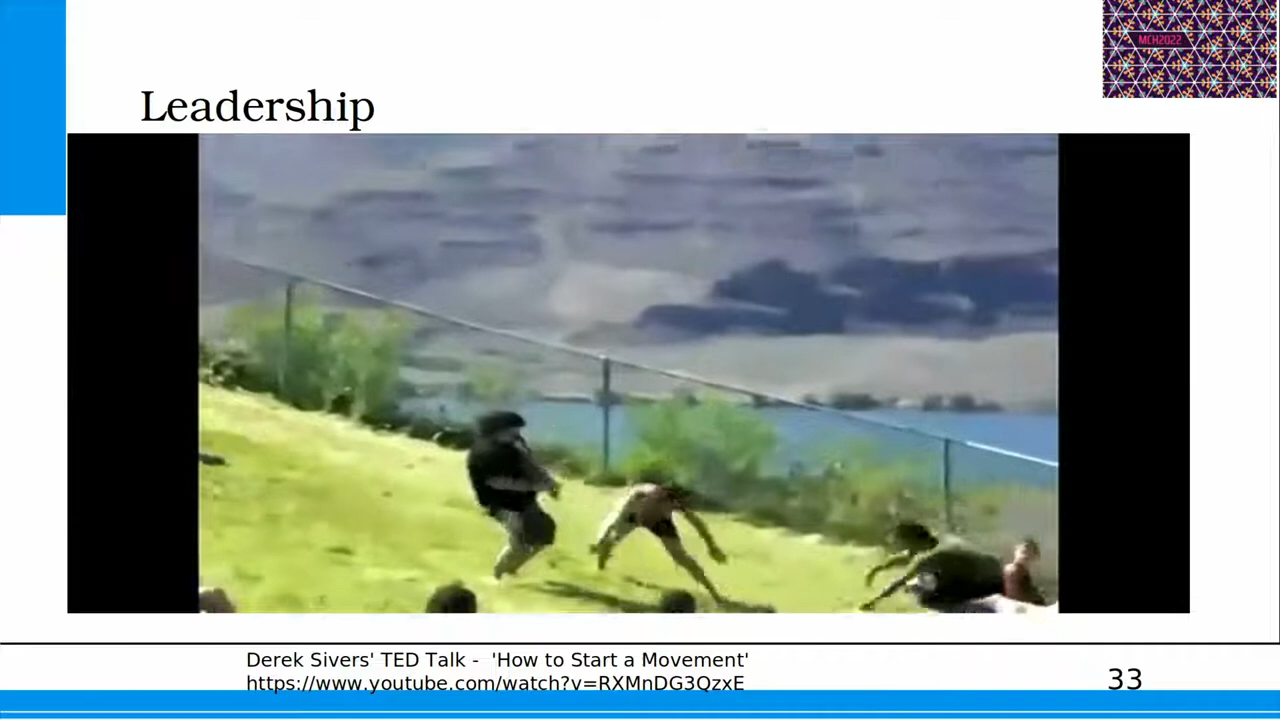 MCH2022
Leadership
Derek Sivers' TED Talk -  'How to Start a Movement'
https://www.youtube.com/watch?v=RXMnDG3QzxE
33